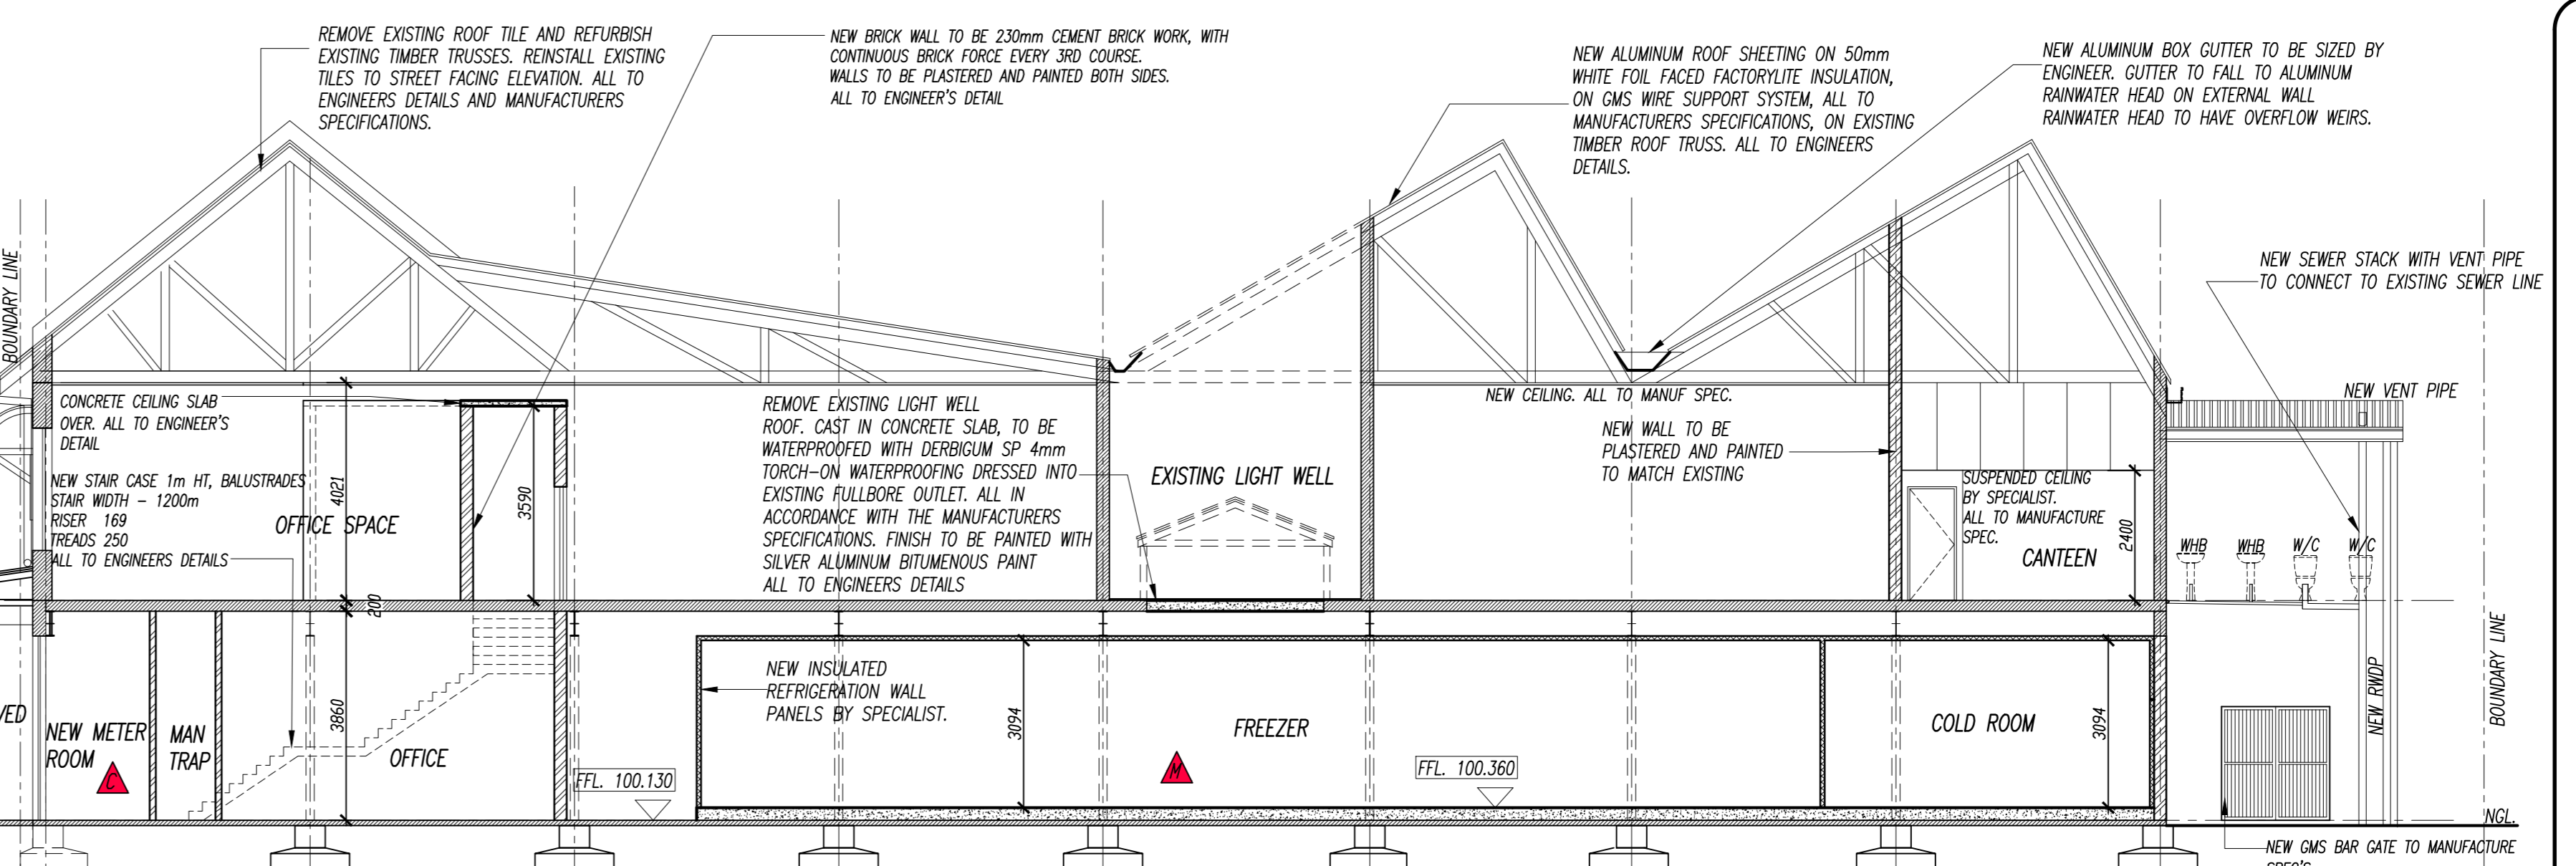 REMOVE EXISTING ROOF TILE AND REFURBISH
EXISTING TIMBER TRUSSES. REINSTALL EXISTING
TILES TO STREET FACING ELEVATION. ALL TO
ENGINEERS DETAILS AND MANUFACTURERS
SPECIFICATIONS.
NEW BRICK WALL TO BE 230mm CEMENT BRICK WORK, WITH
CONTINUOUS BRICK FORCE EVERY 3RD COURSE.
WALLS TO BE PLASTERED AND PAINTED BOTH SIDES.
ALL TO ENGINEER'S DETAIL
NEW ALUMINUM ROOF SHEETING ON 50mm
WHITE FOIL FACED FACTORYLITE INSULATION,
ON GMS WIRE SUPPORT SYSTEM, ALL TO
MANUFACTURERS SPECIFICATIONS, ON EXISTING
TIMBER ROOF TRUSS. ALL TO ENGINEERS
DETAILS.
NEW ALUMINUM BOX GUTTER TO BE SIZED BY
ENGINEER. GUTTER TO FALL TO ALUMINUM
RAINWATER HEAD ON EXTERNAL WALL
RAINWATER HEAD TO HAVE OVERFLOW WEIRS.
BOUNDARY LINE
NEW SEWER STACK WITH VENT PIPE
TO CONNECT TO EXISTING SEWER LINE
CONCRETE CEILING SLAB
OVER. ALL TO ENGINEER'S
DETAIL
NEW STAIR CASE 1m HT, BALUSTRADES
STAIR WIDTH - 1200m
RISER 169
TREADS 250
ALL TO ENGINEERS DETAILS
OFFICE SPACE
4021
200
3590
REMOVE EXISTING LIGHT WELL
ROOF. CAST IN CONCRETE SLAB, TO BE
WATERPROOFED WITH DERBIGUM SP 4mm
TORCH-ON WATERPROOFING DRESSED INTO
EXISTING FULLBORE OUTLET. ALL IN
ACCORDANCE WITH THE MANUFACTURERS
SPECIFICATIONS. FINISH TO BE PAINTED WITH
SILVER ALUMINUM BITUMENOUS PAINT
ALL TO ENGINEERS DETAILS
EXISTING LIGHT WELL
NEW CEILING. ALL TO MANUF SPEC.
NEW WALL TO BE
PLASTERED AND PAINTED
TO MATCH EXISTING
SUSPENDED CEILING
BY SPECIALIST.
ALL TO MANUFACTURE
SPEC.
CANTEEN
2400
NEW VENT PIPE
WHB
WHB
W/C
W/C
VED
NEW METER
ROOM
C
MAN
TRAP
3860
OFFICE
FFL. 100.130
NEW INSULATED
REFRIGERATION WALL
PANELS BY SPECIALIST.
3094
FREEZER
M
FFL. 100.360
COLD ROOM
3094
NEW RWDP
BOUNDARY LINE
NGL.
NEW GMS BAR GATE TO MANUFACTURE